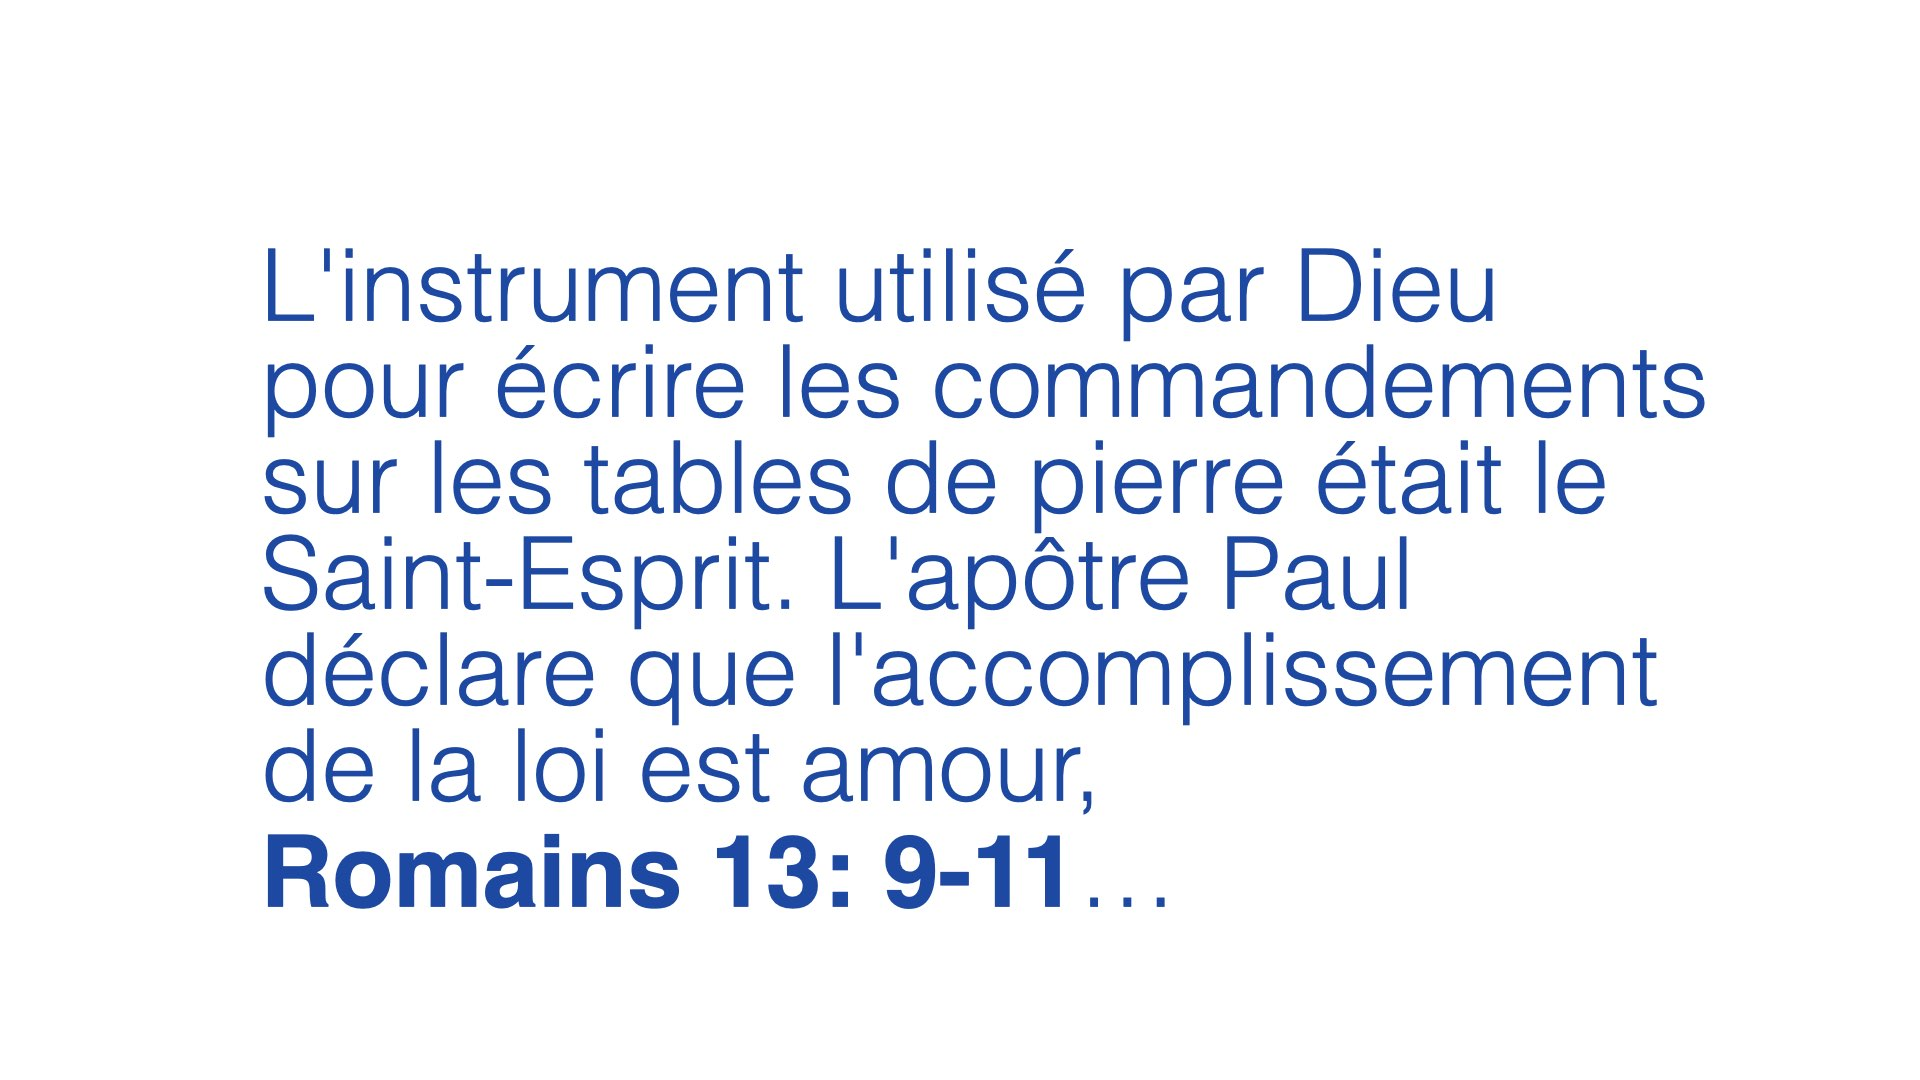 L'instrument utilisé par Dieu
pour écrire les commandements
sur les tables de pierre était le
Saint-Esprit. L'apôtre Paul
déclare que l'accomplissement
de la loi est amour,
Romains 13: 9-11…